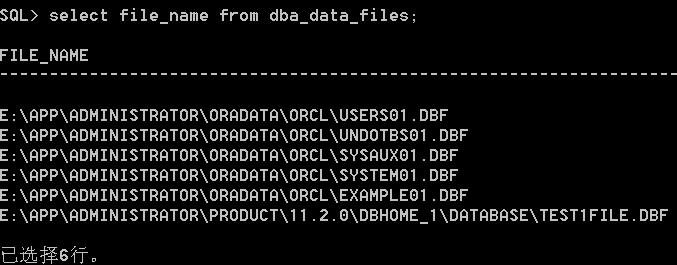 SQL> select file_name from dba_data_files;
FILE_NAME
--------------------------------------------------------------------------------
E:\APP\ADMINISTRATOR\ORADATA\ORCL\USERS01.DBF
E:\APP\ADMINISTRATOR\ORADATA\ORCL\UNDOTBS01.DBF
E:\APP\ADMINISTRATOR\ORADATA\ORCL\SYSAUX01.DBF
E:\APP\ADMINISTRATOR\ORADATA\ORCL\SYSTEM01.DBF
E:\APP\ADMINISTRATOR\ORADATA\ORCL\EXAMPLE01.DBF
E:\APP\ADMINISTRATOR\PRODUCT\11.2.0\DBHOME_1\DATABASE\TEST1FILE.DBF
已选择6行。